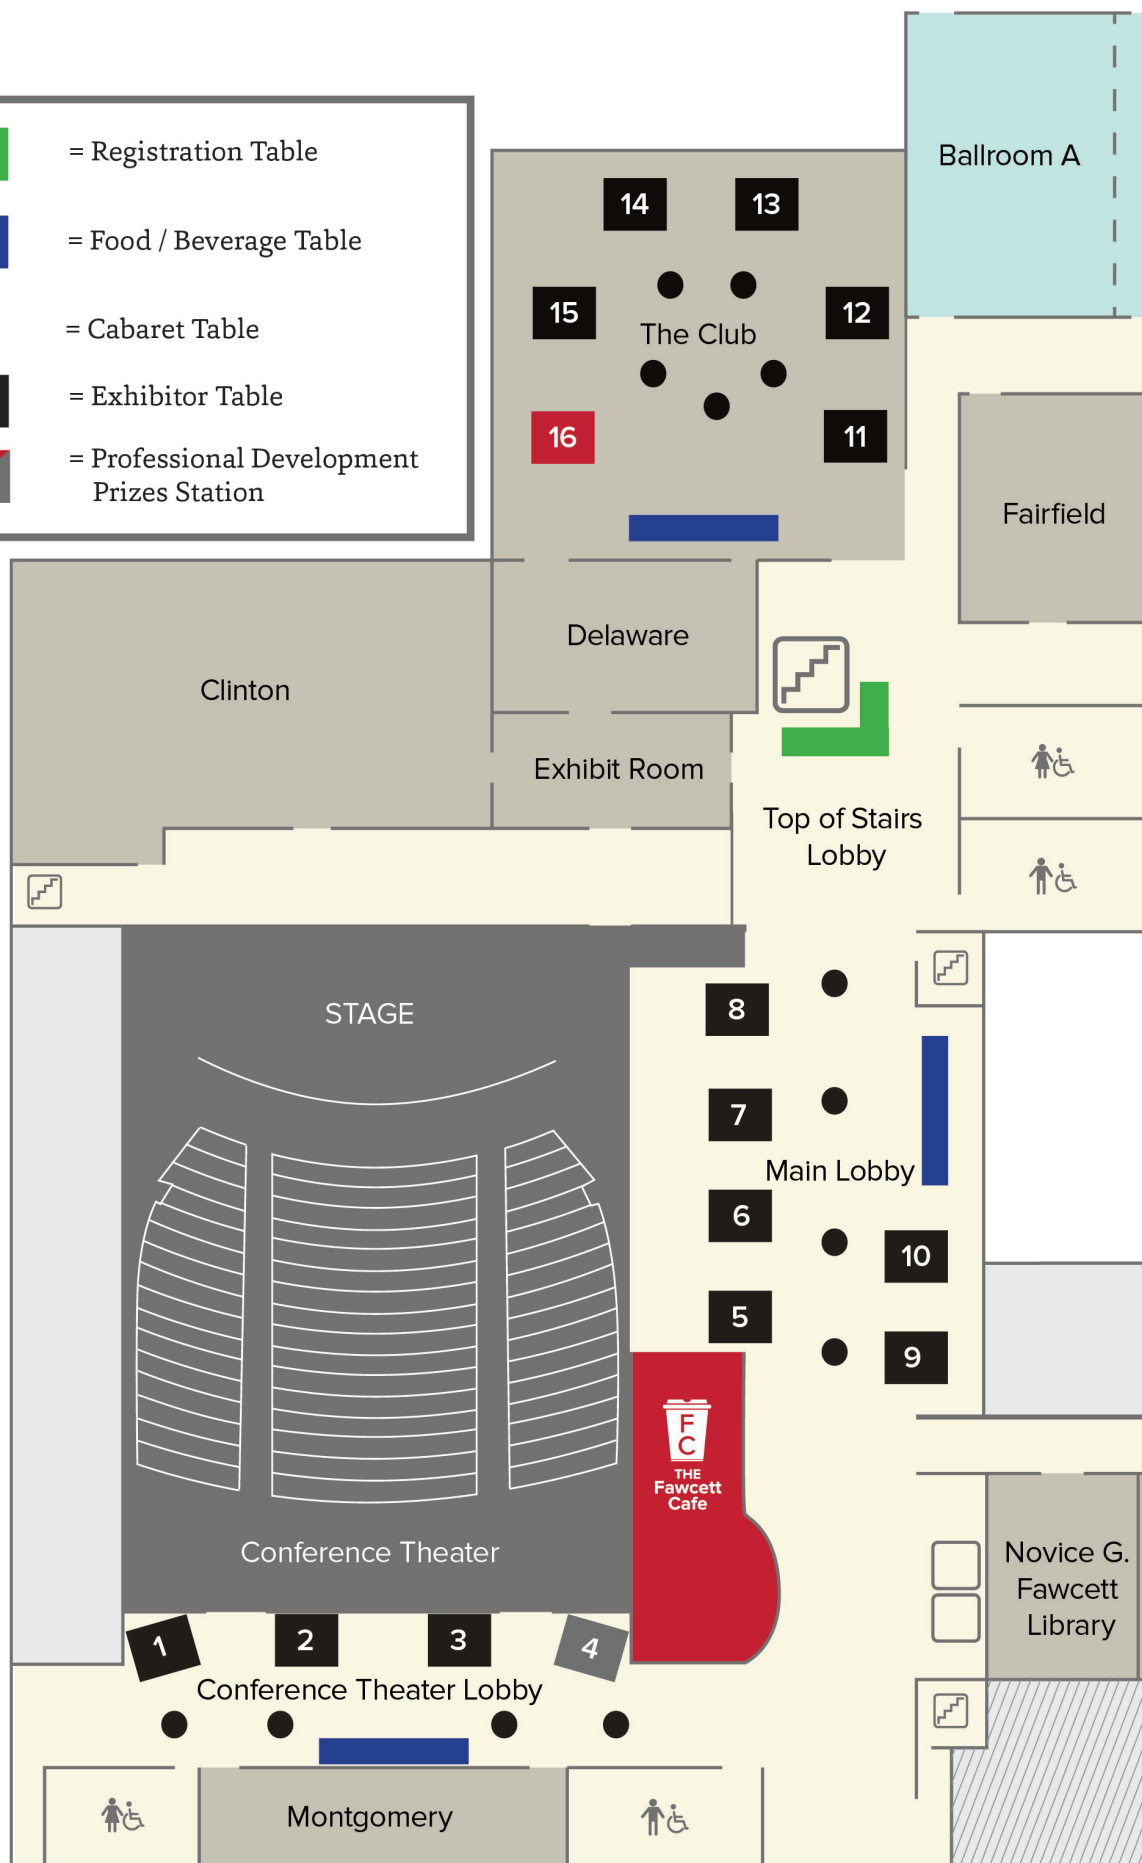 = Registration Table
= Food / Beverage Table
= Cabaret Table
= Exhibitor Table
= Professional Development
Prizes Station
Ballroom A
14
13
15
12
The Club
16
11
Fairfield
Delaware
Clinton
Exhibit Room
Top of Stairs
Lobby
STAGE
8
7
Main Lobby
6
10
5
9
F
C
THE
Fawcett
Cafe
Conference Theater
Novice G.
Fawcett
Library
1
2
3
4
Conference Theater Lobby
Montgomery